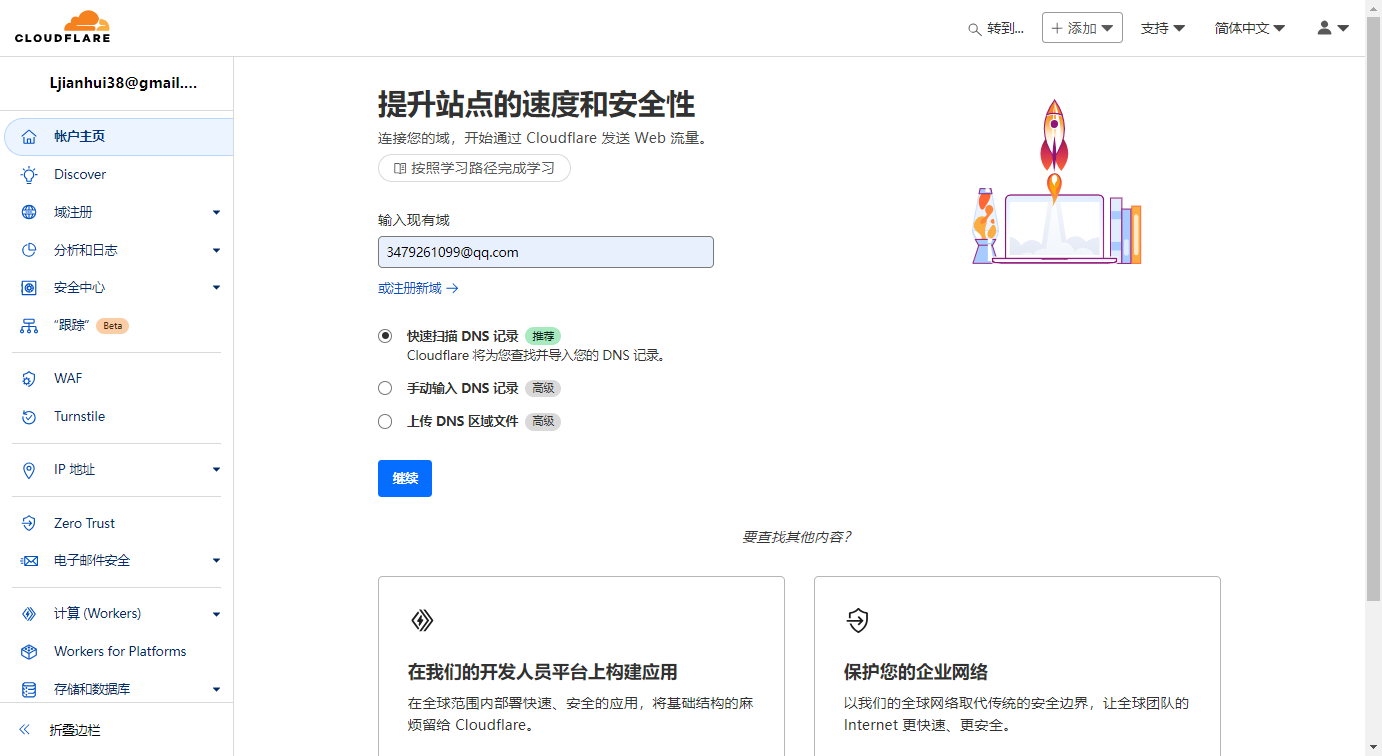 CLOUDFLARE
转到...
添加
支持
简体中文
Ljianhui38@gmail....
帐户主页
Discover
域注册
分析和日志
安全中心
“跟踪” Beta
WAF
Turnstile
IP 地址
Zero Trust
电子邮件安全
计算 (Workers)
Workers for Platforms
存储和数据库
折叠边栏
提升站点的速度和安全性
连接您的域，开始通过 Cloudflare 发送 Web 流量。
按照学习路径完成学习
输入现有域
3479261099@qq.com
或注册新域
快速扫描 DNS 记录 推荐
Cloudflare 将为您查找并导入您的 DNS 记录。
手动输入 DNS 记录 高级
上传 DNS 区域文件 高级
继续
要查找其他内容？
在我们的开发人员平台上构建应用
在全球范围内部署快速、安全的应用，将基础结构的麻
烦留给 Cloudflare。
保护您的企业网络
以我们的全球网络取代传统的安全边界，让全球团队的
Internet 更快速、更安全。